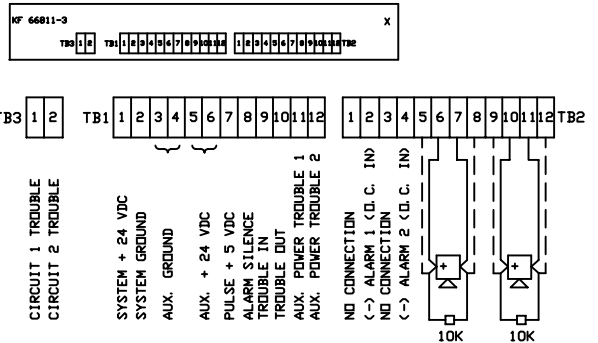 KF 66811-3 X
TB3 1 2 TB1 1 2 3 4 5 6 7 8 9 10 11 12 1 2 3 4 5 6 7 8 9 10 11 12 TB2
TB3 1 2 TB1 1 2 3 4 5 6 7 8 9 10 11 12 1 2 3 4 5 6 7 8 9 10 11 12 TB2
CIRCUIT 1 TROUBLE
CIRCUIT 2 TROUBLE
SYSTEM + 24 VDC
SYSTEM GROUND
AUX. GROUND
AUX. + 24 VDC
PULSE + 5 VDC
ALARM SILENCE
TROUBLE IN
TROUBLE OUT
AUX. POWER TROUBLE 1
AUX. POWER TROUBLE 2
NO CONNECTION
(-) ALARM 1 (O.C. IN)
NO CONNECTION
(-) ALARM 2 (O.C. IN)
+ +
10K 10K